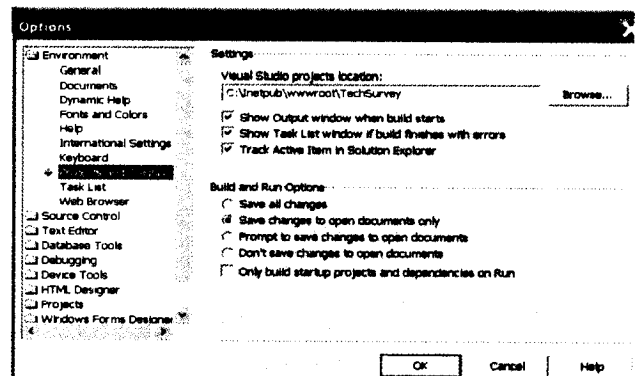 Options
Environment
General
Documents
Dynamic Help
Fonts and Colors
Help
International Settings
Keyboard
Task List
Web Browser
Source Control
Text Editor
Database Tools
Debugging
Device Tools
HTML Designer
Projects
Windows Forms Designer
Settings
Visual Studio projects location:
C:\Inetpub\wwwroot\TechSurvey
Browse...
Show Output window when build starts
Show Task List window if build finishes with errors
Track Active Item in Solution Explorer
Build and Run Options
Save all changes
Save changes to open documents only
Prompt to save changes to open documents
Don't save changes to open documents
Only build startup projects and dependencies on Run
OK
Cancel
Help